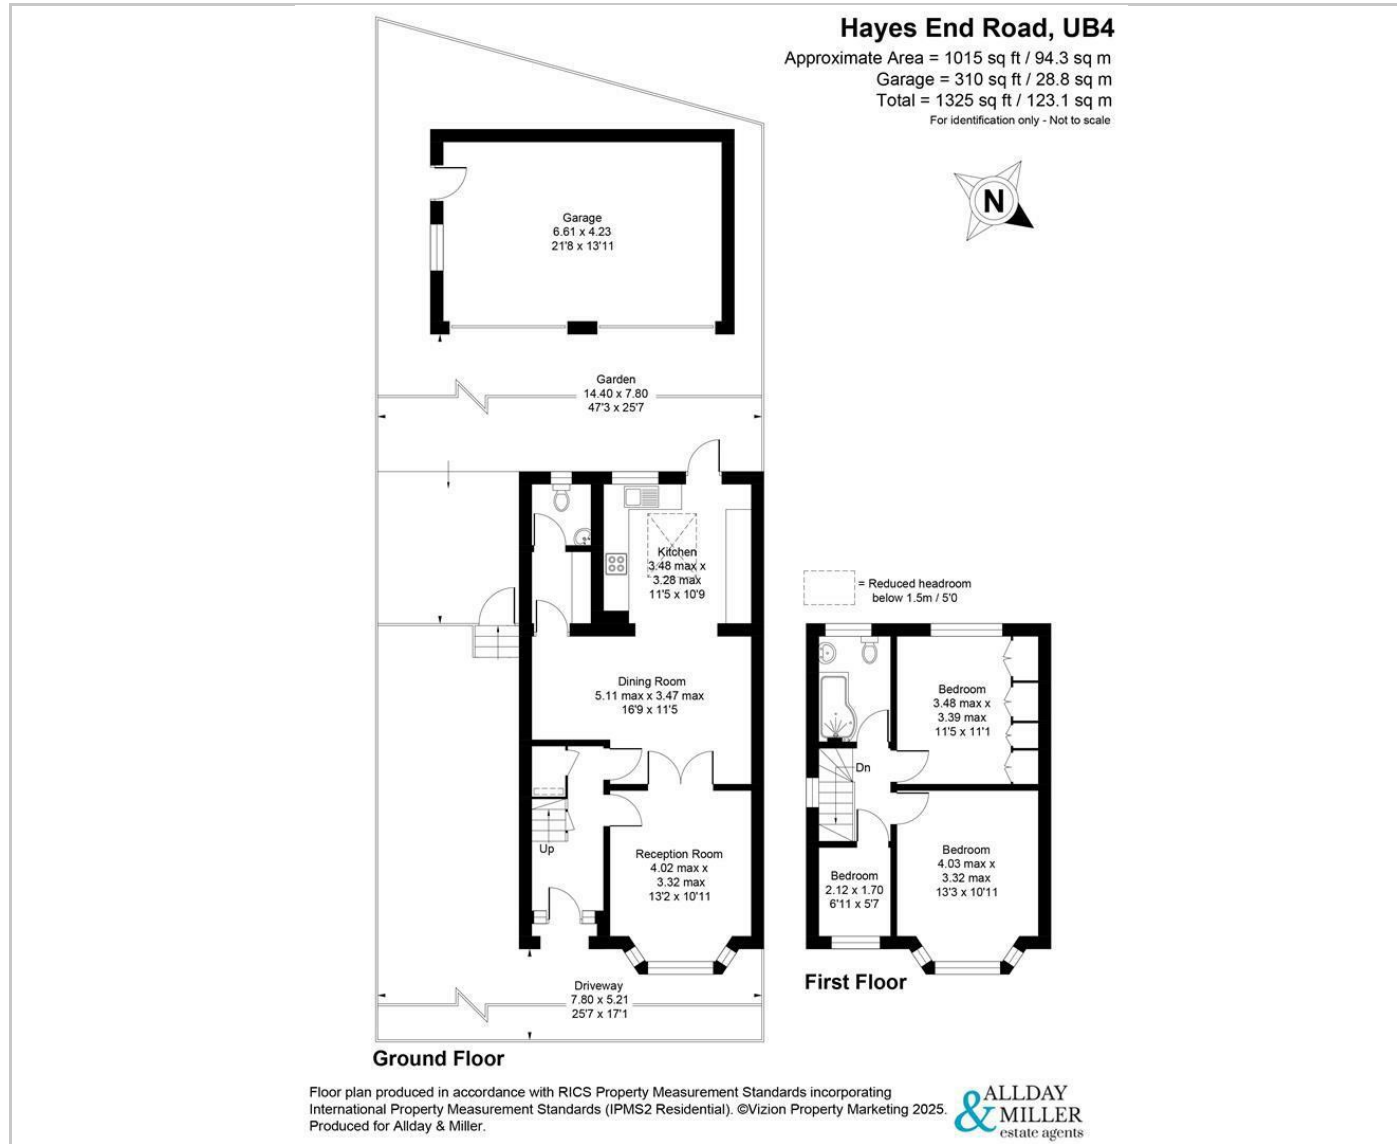 Hayes End Road, UB4
Approximate Area = 1015 sq ft / 94.3 sq m
Garage = 310 sq ft / 28.8 sq m
Total = 1325 sq ft / 123.1 sq m
For identification only - Not to scale
N
Garage
6.61 x 4.23
21'8 x 13'11
Garden
14.40 x 7.80
47'3 x 25'7
Kitchen
3.48 max x
3.28 max
11'5 x 10'9
= Reduced headroom
below 1.5m / 5'0
Dining Room
5.11 max x 3.47 max
16'9 x 11'5
Bedroom
3.48 max x
3.39 max
11'5 x 11'1
Dn
Up
Reception Room
4.02 max x
3.32 max
13'2 x 10'11
Bedroom
2.12 x 1.70
6'11 x 5'7
Bedroom
4.03 max x
3.32 max
13'3 x 10'11
Driveway
7.80 x 5.21
25'7 x 17'1
First Floor
Ground Floor
Floor plan produced in accordance with RICS Property Measurement Standards incorporating
International Property Measurement Standards (IPMS2 Residential). ©Vizion Property Marketing 2025.
Produced for Allday & Miller.
ALLDAY
& MILLER
estate agents